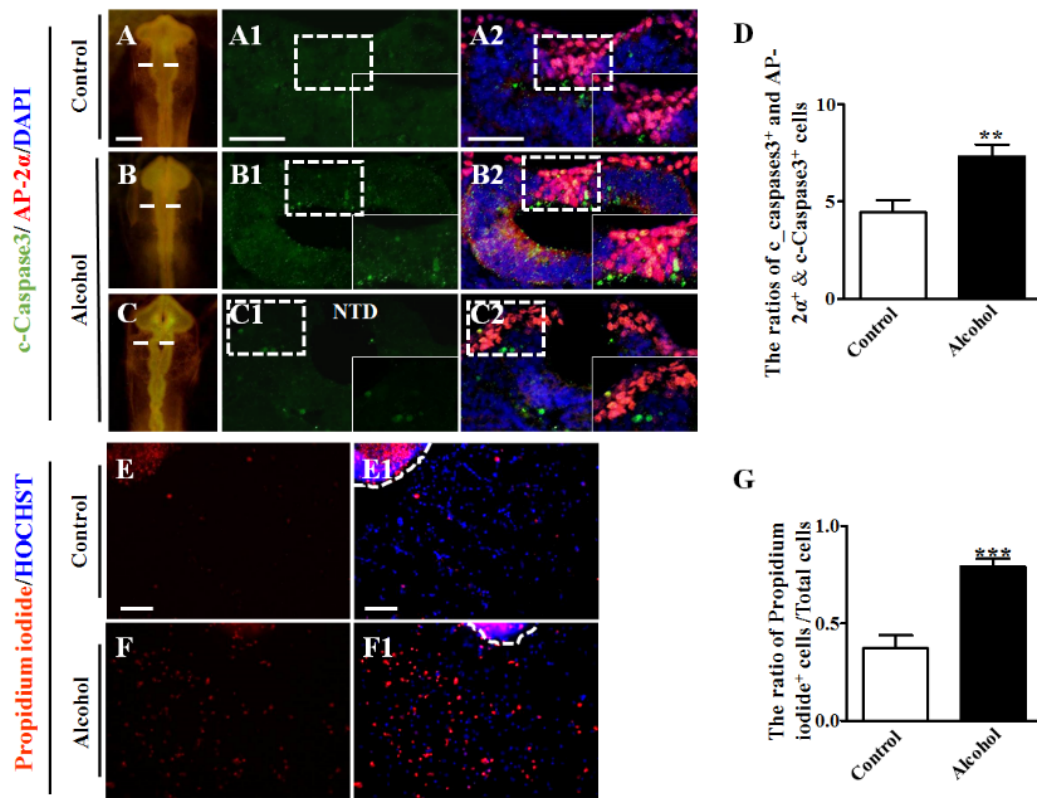 c-Caspase3/AP-2α/DAPI
Control
Alcohol
A
A1
A2
B
B1
B2
C
C1
NTD
C2
D
The ratios of c_caspases3⁺ and AP-
2α⁺ & c-Caspase3⁺ cells
10
5
0
**
Control
Alcohol
Propidium iodide/HOCHST
Control
Alcohol
E
E1
F
F1
G
The ratio of Propidium
iodide⁺ cells /Total cells
1.0
0.5
0.0
***
Control
Alcohol